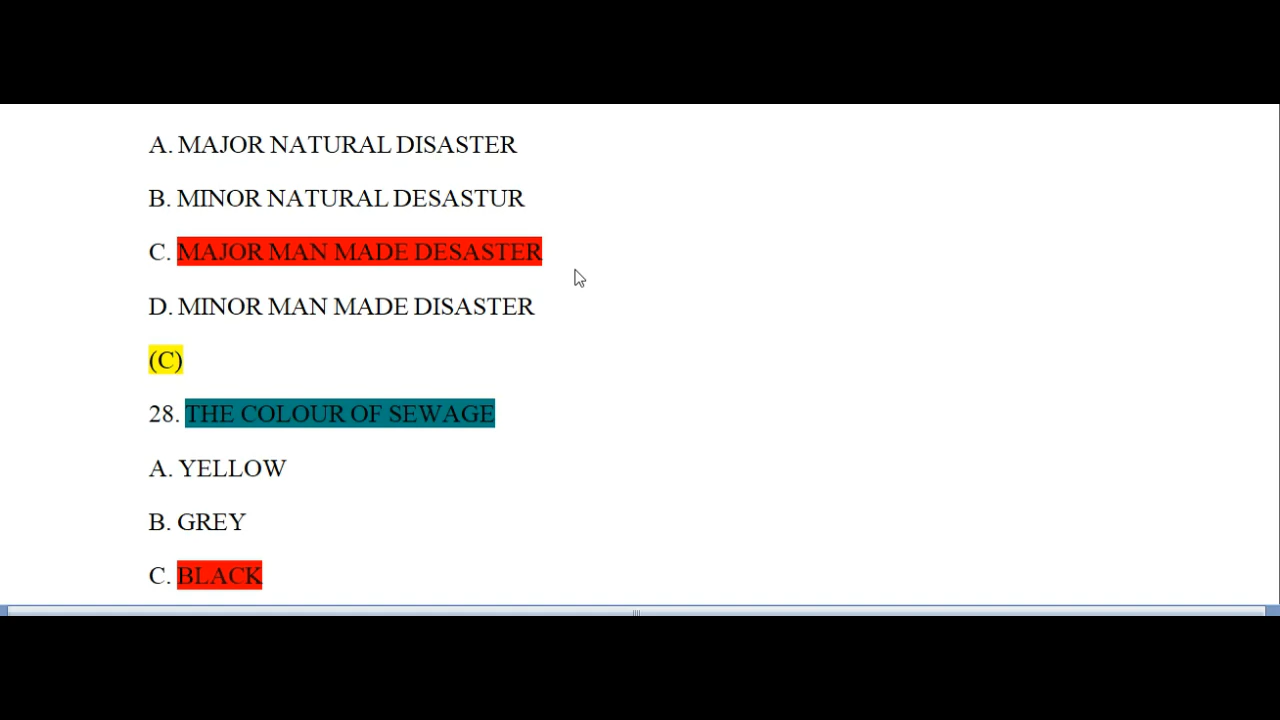 A. MAJOR NATURAL DISASTER
B. MINOR NATURAL DESASTUR
C. MAJOR MAN MADE DESASTER
D. MINOR MAN MADE DISASTER
(C)
28. THE COLOUR OF SEWAGE
A. YELLOW
B. GREY
C. BLACK